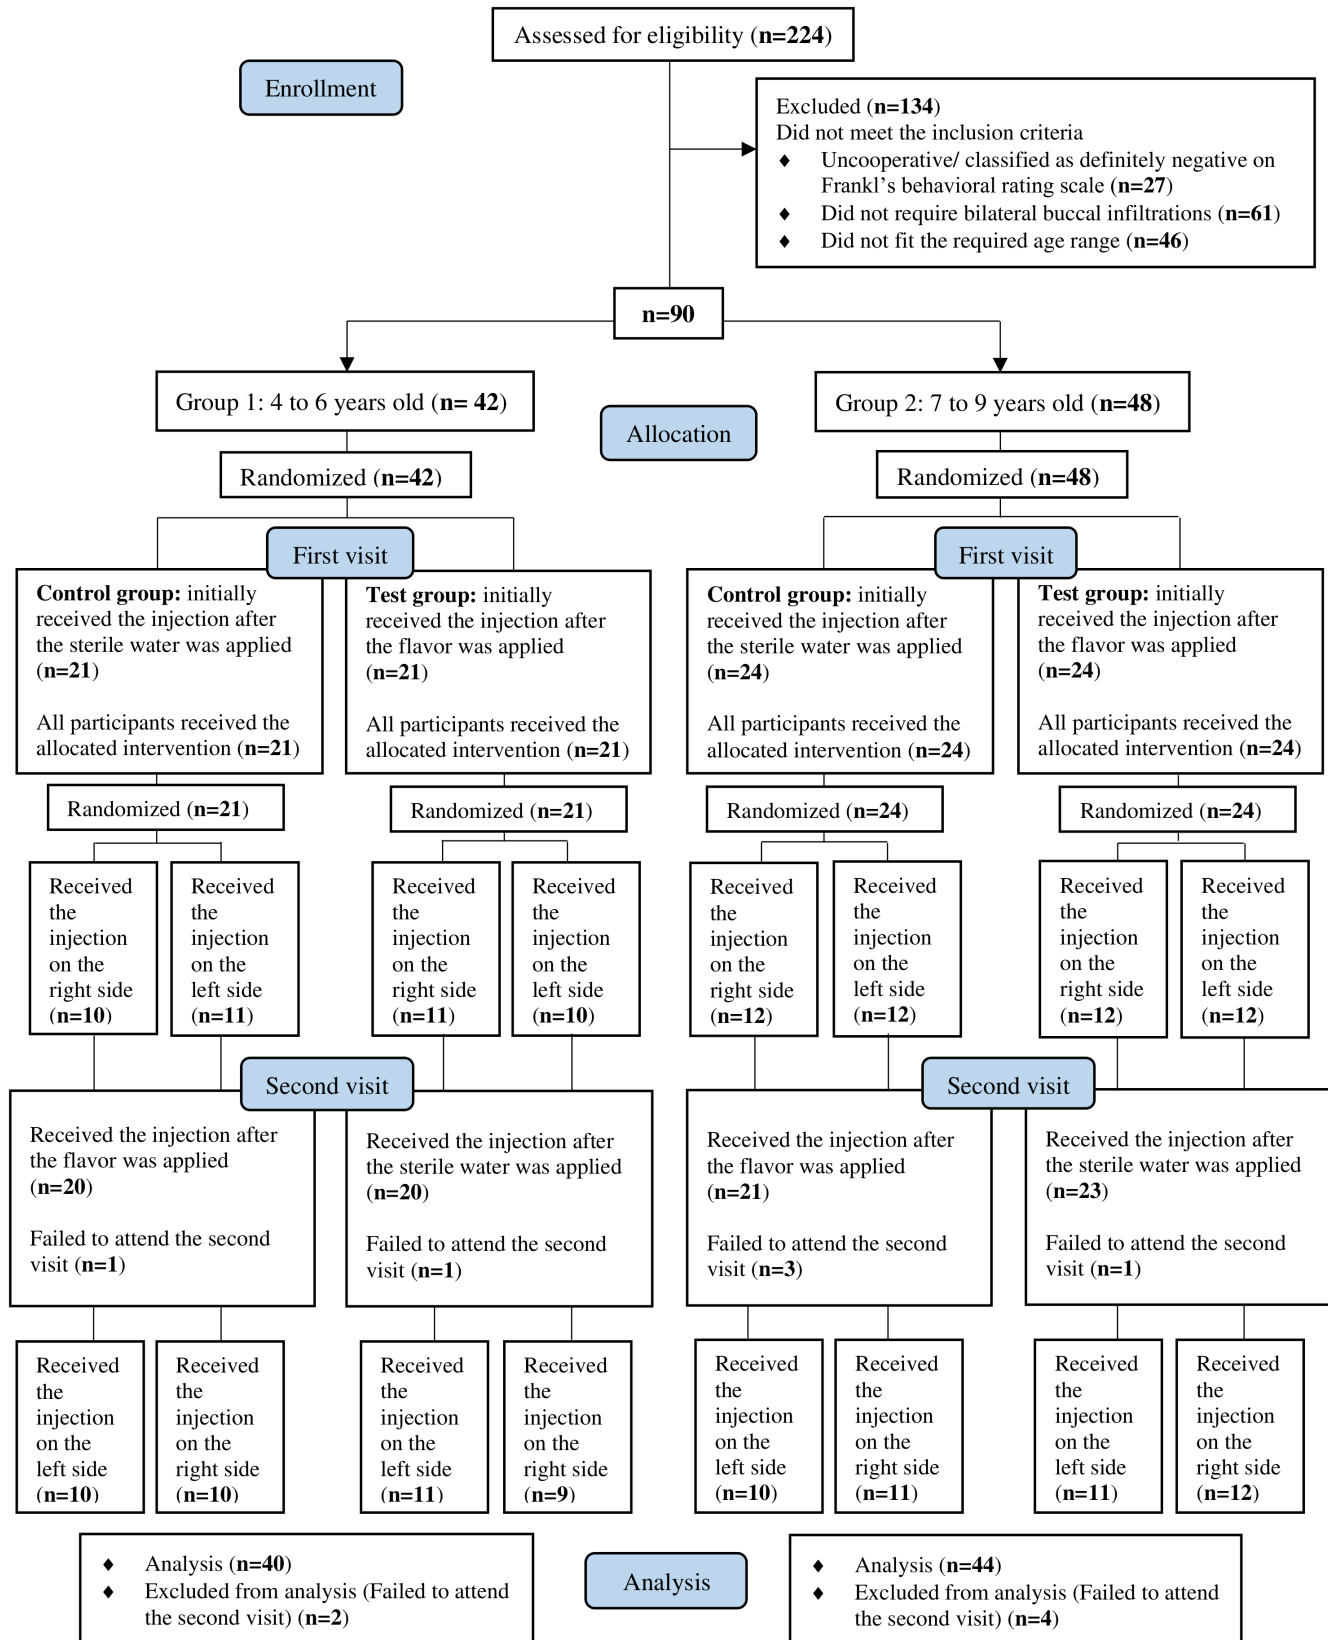 Assessed for eligibility (n=224)
Enrollment
Excluded (n=134)
Did not meet the inclusion criteria
♦ Uncooperative/ classified as definitely negative on
Frankl’s behavioral rating scale (n=27)
♦ Did not require bilateral buccal infiltrations (n=61)
♦ Did not fit the required age range (n=46)
n=90
Group 1: 4 to 6 years old (n= 42)
Group 2: 7 to 9 years old (n=48)
Allocation
Randomized (n=42)
Randomized (n=48)
First visit
First visit
Control group: initially
received the injection after
the sterile water was applied
(n=21)
All participants received the
allocated intervention (n=21)
Test group: initially
received the injection after
the flavor was applied
(n=21)
All participants received the
allocated intervention (n=21)
Control group: initially
received the injection after
the sterile water was applied
(n=24)
All participants received the
allocated intervention (n=24)
Test group: initially
received the injection after
the flavor was applied
(n=24)
All participants received the
allocated intervention (n=24)
Randomized (n=21)
Randomized (n=21)
Randomized (n=24)
Randomized (n=24)
Received
the
injection
on the
right side
(n=10)
Received
the
injection
on the
left side
(n=11)
Received
the
injection
on the
right side
(n=11)
Received
the
injection
on the
left side
(n=10)
Received
the
injection
on the
right side
(n=12)
Received
the
injection
on the
left side
(n=12)
Received
the
injection
on the
right side
(n=12)
Received
the
injection
on the
left side
(n=12)
Second visit
Second visit
Received the injection after
the flavor was applied
(n=20)
Failed to attend the second
visit (n=1)
Received the injection after
the sterile water was applied
(n=20)
Failed to attend the second
visit (n=1)
Received the injection after
the flavor was applied
(n=21)
Failed to attend the second
visit (n=3)
Received the injection after
the sterile water was applied
(n=23)
Failed to attend the second
visit (n=1)
Received
the
injection
on the
left side
(n=10)
Received
the
injection
on the
right side
(n=10)
Received
the
injection
on the
left side
(n=11)
Received
the
injection
on the
right side
(n=9)
Received
the
injection
on the
left side
(n=10)
Received
the
injection
on the
right side
(n=11)
Received
the
injection
on the
left side
(n=11)
Received
the
injection
on the
right side
(n=12)
♦ Analysis (n=40)
♦ Excluded from analysis (Failed to attend
the second visit) (n=2)
Analysis
♦ Analysis (n=44)
♦ Excluded from analysis (Failed to attend
the second visit) (n=4)